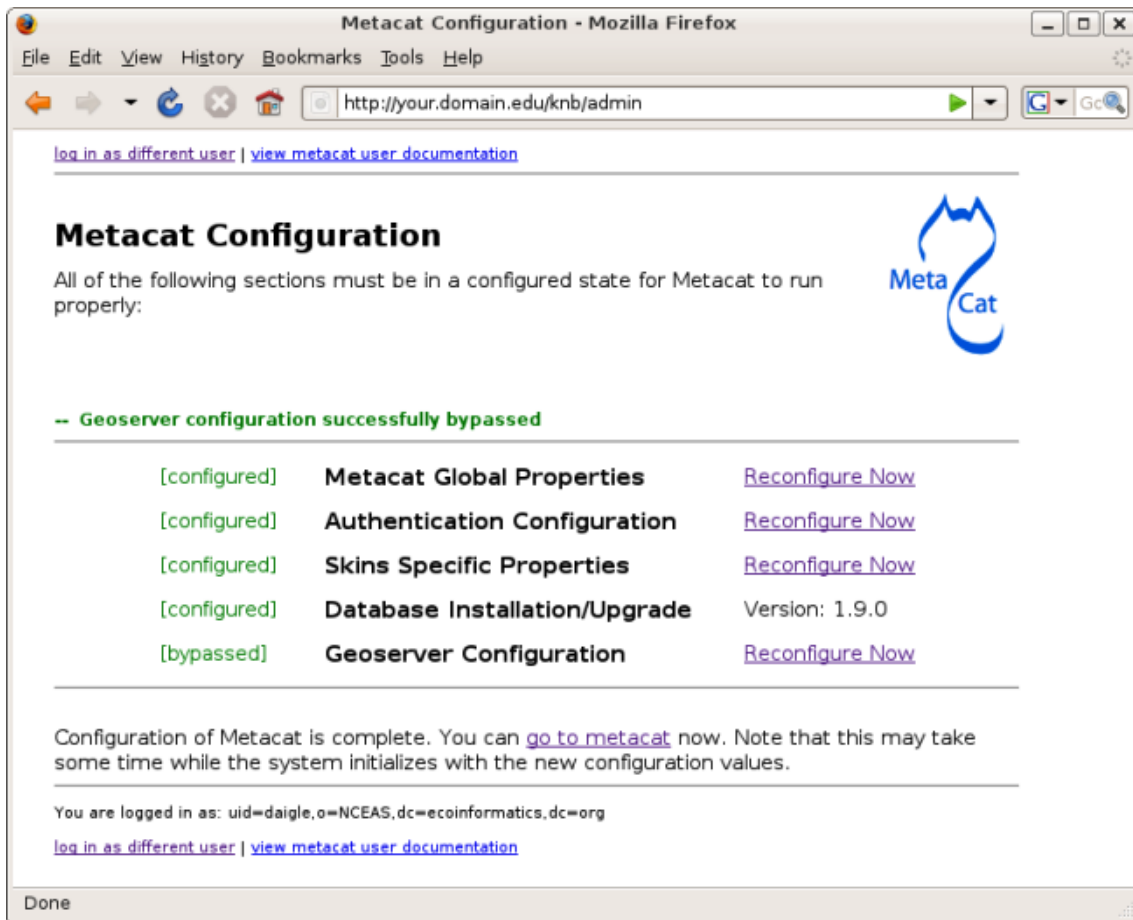 Metacat Configuration - Mozilla Firefox
File Edit View History Bookmarks Tools Help
http://your.domain.edu/knb/admin G Go
log in as different user | view metacat user documentation
Metacat Configuration
All of the following sections must be in a configured state for Metacat to run
properly:
Meta
Cat
-- Geoserver configuration successfully bypassed
[configured] Metacat Global Properties Reconfigure Now
[configured] Authentication Configuration Reconfigure Now
[configured] Skins Specific Properties Reconfigure Now
[configured] Database Installation/Upgrade Version: 1.9.0
[bypassed] Geoserver Configuration Reconfigure Now
Configuration of Metacat is complete. You can go to metacat now. Note that this may take
some time while the system initializes with the new configuration values.
You are logged in as: uid=daigle,o=NCEAS,dc=ecoinformatics,dc=org
log in as different user | view metacat user documentation
Done